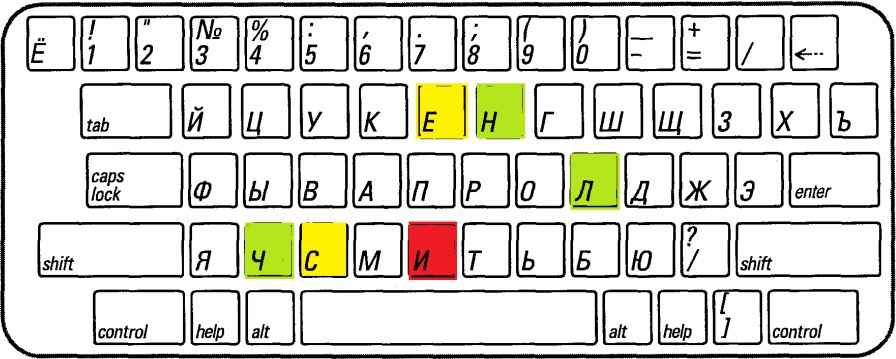 Ё ! 1 " 2 № 3 % 4 : 5 , 6 . 7 ; 8 ( 9 ) 0 — - + = / ←
tab Й Ц У К Е Н Г Ш Щ З Х Ъ
caps lock Ф Ы В А П Р О Л Д Ж Э enter
shift Я Ч С М И Т Ь Б Ю ? / shift
control help alt alt help [ ] control